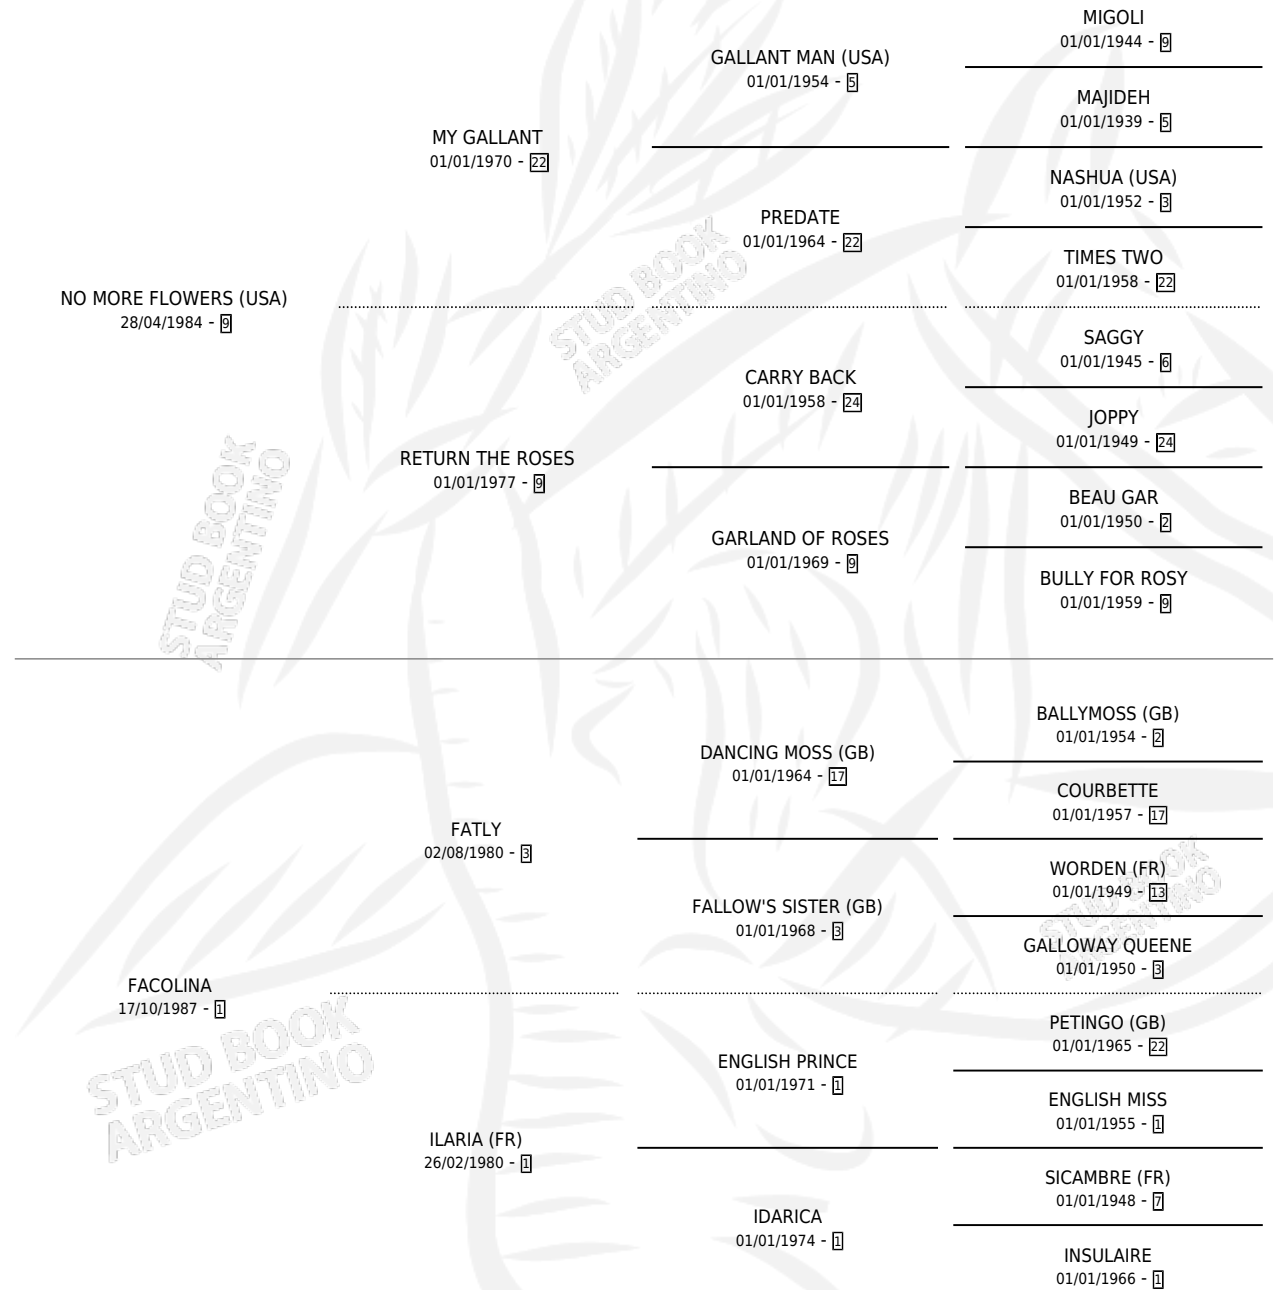 MIGOLI
01/01/1944 - 9
GALLANT MAN (USA)
01/01/1954 - 5
MAJIDEH
01/01/1939 - 5
MY GALLANT
01/01/1970 - 22
NASHUA (USA)
01/01/1952 - 3
PREDATE
01/01/1964 - 22
TIMES TWO
01/01/1958 - 22
NO MORE FLOWERS (USA)
28/04/1984 - 9
STUD BOOK
ARGENTINO
SAGGY
01/01/1945 - 6
CARRY BACK
01/01/1958 - 24
JOPPY
01/01/1949 - 24
RETURN THE ROSES
01/01/1977 - 9
BEAU GAR
01/01/1950 - 2
GARLAND OF ROSES
01/01/1969 - 9
BULLY FOR ROSY
01/01/1959 - 9
STUD BOOK
ARGENTINO
BALLYMOSS (GB)
01/01/1954 - 2
DANCING MOSS (GB)
01/01/1964 - 17
COURBETTE
01/01/1957 - 17
FATLY
02/08/1980 - 3
WORDEN (FR)
01/01/1949 - 13
FALLOW'S SISTER (GB)
01/01/1968 - 3
GALLOWAY QUEENE
01/01/1950 - 3
STUD BOOK
ARGENTINO
FACOLINA
17/10/1987 - 1
PETINGO (GB)
01/01/1965 - 22
ENGLISH PRINCE
01/01/1971 - 1
ENGLISH MISS
01/01/1955 - 1
STUD BOOK
ARGENTINO
ILARIA (FR)
26/02/1980 - 1
SICAMBRE (FR)
01/01/1948 - 7
IDARICA
01/01/1974 - 1
INSULAIRE
01/01/1966 - 1